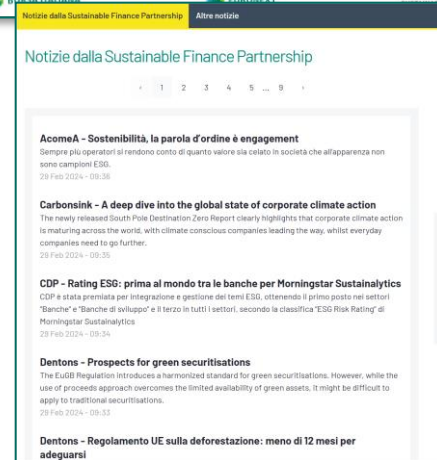 Notizie dalla Sustainable Finance Partnership Altre notizie
Notizie dalla Sustainable Finance Partnership
‹ 1 2 3 4 5 ... 9 ›
AcomeA - Sostenibilità, la parola d'ordine è engagement
Sempre più operatori si rendono conto di quanto valore sia celato in società che all'apparenza non
sono campioni ESG.
29 Feb 2024 - 09:36
Carbonsink - A deep dive into the global state of corporate climate action
The newly released South Pole Destination Zero Report clearly highlights that corporate climate action
is maturing across the world, with climate conscious companies leading the way, whilst everyday
companies need to go further.
29 Feb 2024 - 09:35
CDP - Rating ESG: prima al mondo tra le banche per Morningstar Sustainalytics
CDP è stata premiata per integrazione e gestione dei temi ESG, ottenendo il primo posto nei settori
"Banche" e "Banche di sviluppo" e il terzo in tutti i settori, secondo la classifica "ESG Risk Rating" di
Morningstar Sustainalytics
29 Feb 2024 - 09:34
Dentons - Prospects for green securitisations
The EuGB Regulation introduces a harmonized standard for green securitisations. However, while the
use of proceeds approach overcomes the limited availability of green assets, it might be difficult to
apply to traditional securitisations.
29 Feb 2024 - 09:33
Dentons - Regolamento UE sulla deforestazione: meno di 12 mesi per
adeguarsi